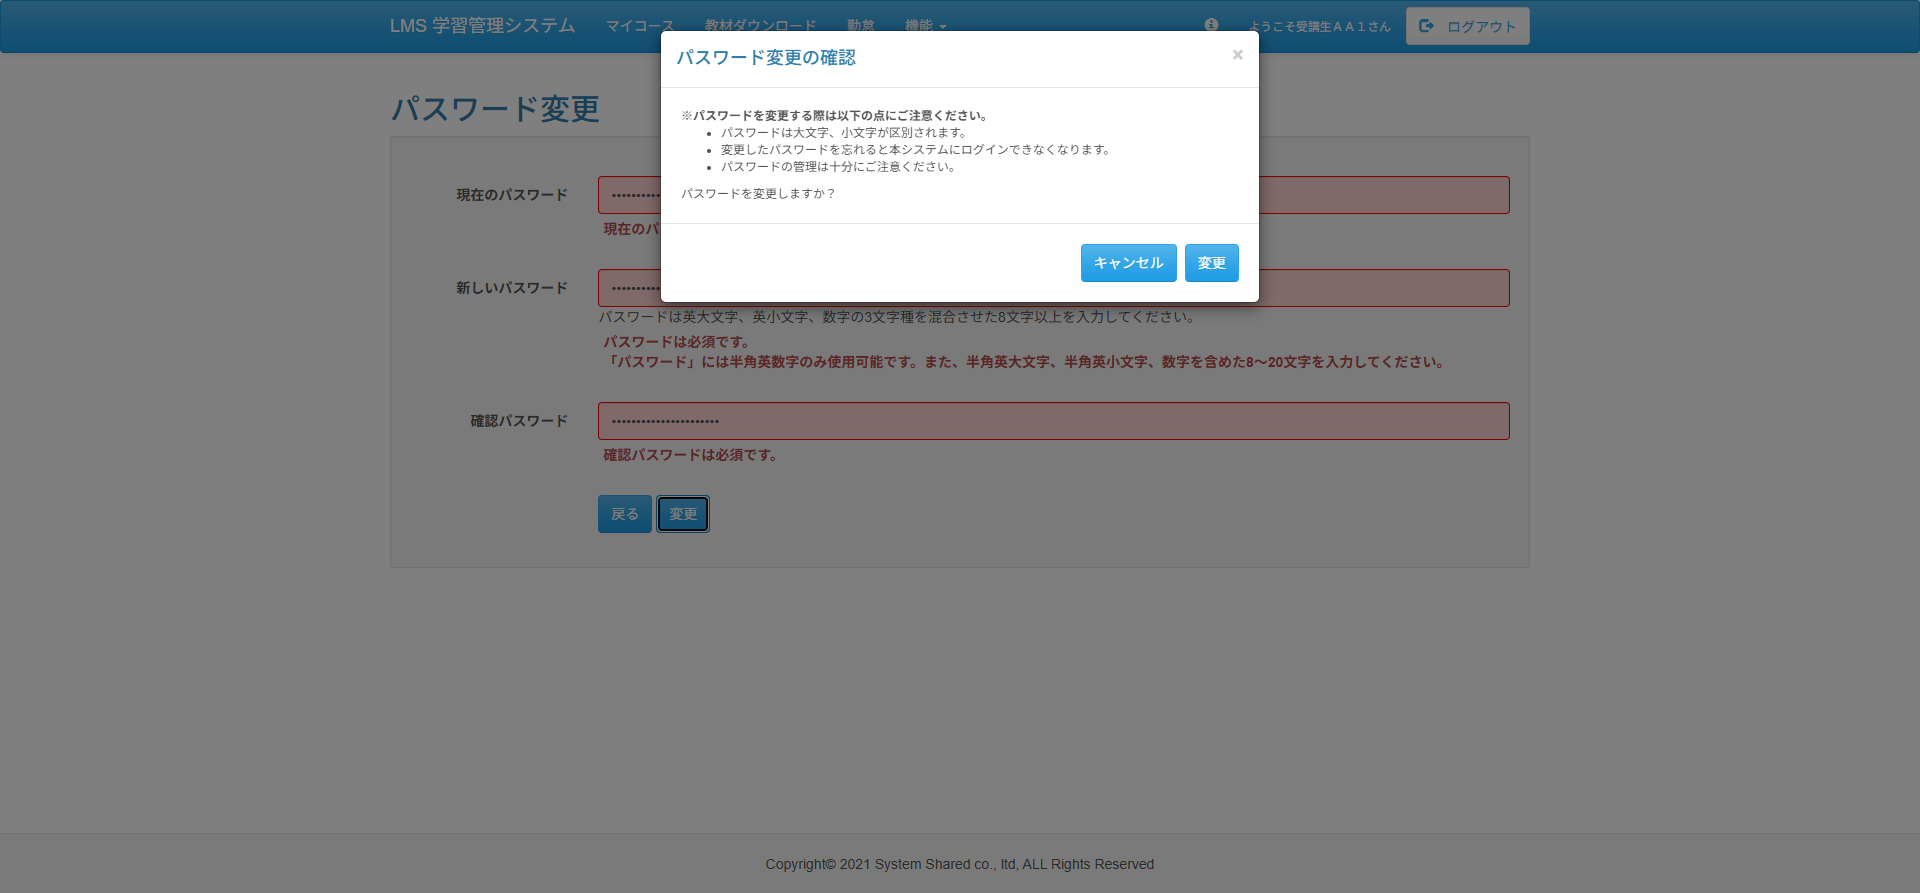 LMS 学習管理システム マイコース 教材ダウンロード 勤怠 機能 ようこそ受講生ＡＡ１さん ログアウト
パスワード変更の確認 ×
パスワード変更
※パスワードを変更する際は以下の点にご注意ください。
• パスワードは大文字、小文字が区別されます。
• 変更したパスワードを忘れると本システムにログインできなくなります。
• パスワードの管理は十分にご注意ください。
パスワードを変更しますか？
キャンセル 変更
現在のパスワード
現在のパ
新しいパスワード
パスワードは英大文字、英小文字、数字の3文字種を混合させた8文字以上を入力してください。
パスワードは必須です。
「パスワード」には半角英数字のみ使用可能です。また、半角英大文字、半角英小文字、数字を含めた8〜20文字を入力してください。
確認パスワード ••••••••••••••••••••••
確認パスワードは必須です。
戻る 変更
Copyright© 2021 System Shared co., ltd, ALL Rights Reserved